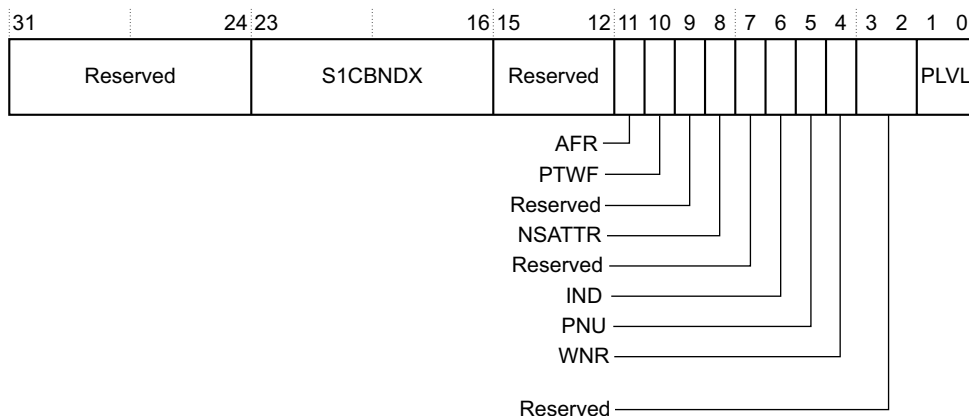 31 24 23 16 15 12 11 10 9 8 7 6 5 4 3 2 1 0
Reserved S1CBNDX Reserved PLVL
AFR
PTWF
Reserved
NSATTR
Reserved
IND
PNU
WNR
Reserved